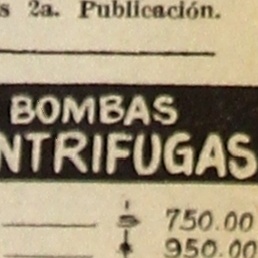 s 2a. Publicación.
BOMBAS
NTRIFUGAS
750.00
950.00